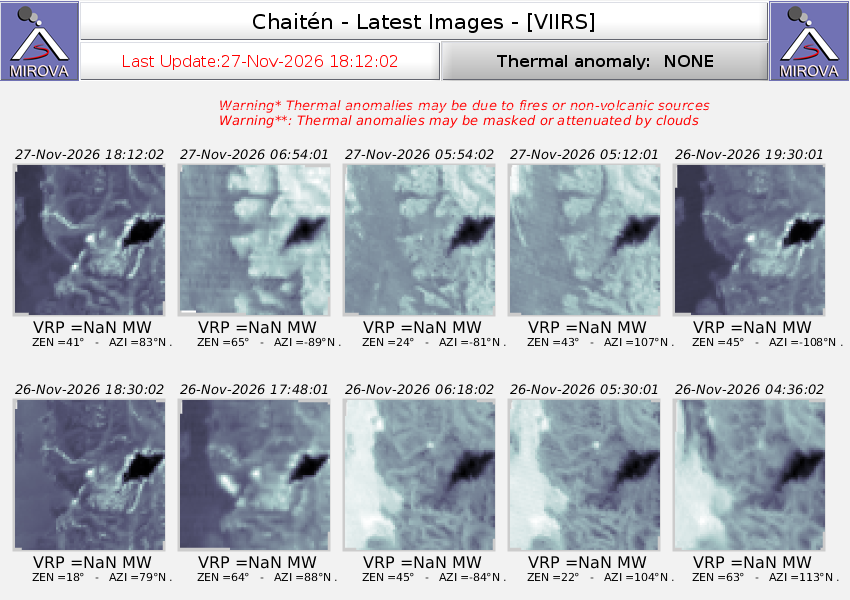 MIROVA
Chaitén - Latest Images - [VIIRS]
MIROVA
Last Update:27-Nov-2026 18:12:02
Thermal anomaly: NONE
Warning* Thermal anomalies may be due to fires or non-volcanic sources
Warning**: Thermal anomalies may be masked or attenuated by clouds
27-Nov-2026 18:12:02 27-Nov-2026 06:54:01 27-Nov-2026 05:54:02 27-Nov-2026 05:12:01 26-Nov-2026 19:30:01
VRP =NaN MW VRP =NaN MW VRP =NaN MW VRP =NaN MW VRP =NaN MW
ZEN =41° - AZI =83°N . ZEN =65° - AZI =-89°N . ZEN =24° - AZI =-81°N . ZEN =43° - AZI =107°N . ZEN =45° - AZI =-108°N .
26-Nov-2026 18:30:02 26-Nov-2026 17:48:01 26-Nov-2026 06:18:02 26-Nov-2026 05:30:01 26-Nov-2026 04:36:02
VRP =NaN MW VRP =NaN MW VRP =NaN MW VRP =NaN MW VRP =NaN MW
ZEN =18° - AZI =79°N . ZEN =64° - AZI =88°N . ZEN =45° - AZI =-84°N . ZEN =22° - AZI =104°N . ZEN =63° - AZI =113°N .